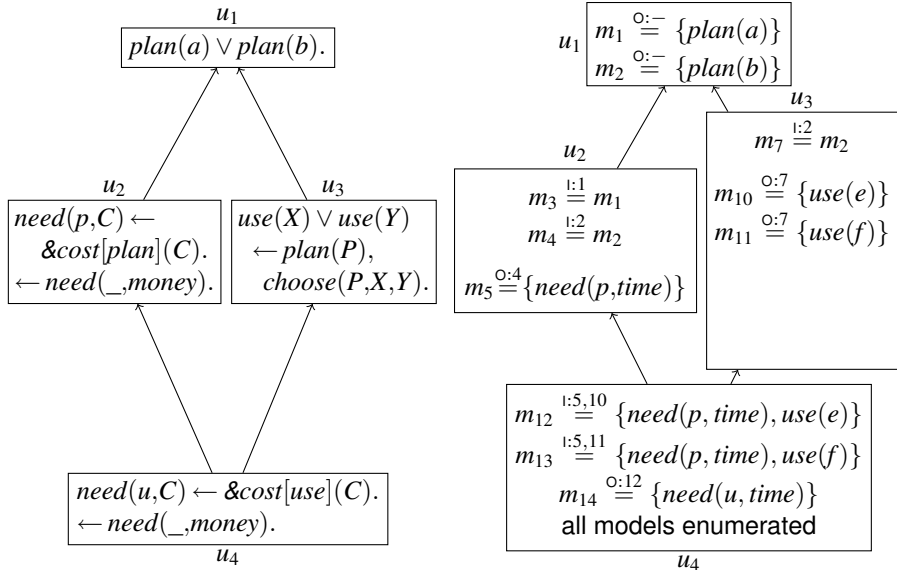 u₁
plan(a) ∨ plan(b).
u₂
need(p,C) ←
&cost[plan](C).
← need(_,money).
u₃
use(X) ∨ use(Y)
← plan(P),
choose(P,X,Y).
need(u,C) ← &cost[use](C).
← need(_,money).
u₄
u₁
m₁ O:− = {plan(a)}
m₂ O:− = {plan(b)}
u₂
m₃ I:1 = m₁
m₄ I:2 = m₂
m₅ O:4 = {need(p,time)}
u₃
m₇ I:2 = m₂
m₁₀ O:7 = {use(e)}
m₁₁ O:7 = {use(f)}
m₁₂ I:5,10 = {need(p, time), use(e)}
m₁₃ I:5,11 = {need(p, time), use(f)}
m₁₄ O:12 = {need(u, time)}
all models enumerated
u₄